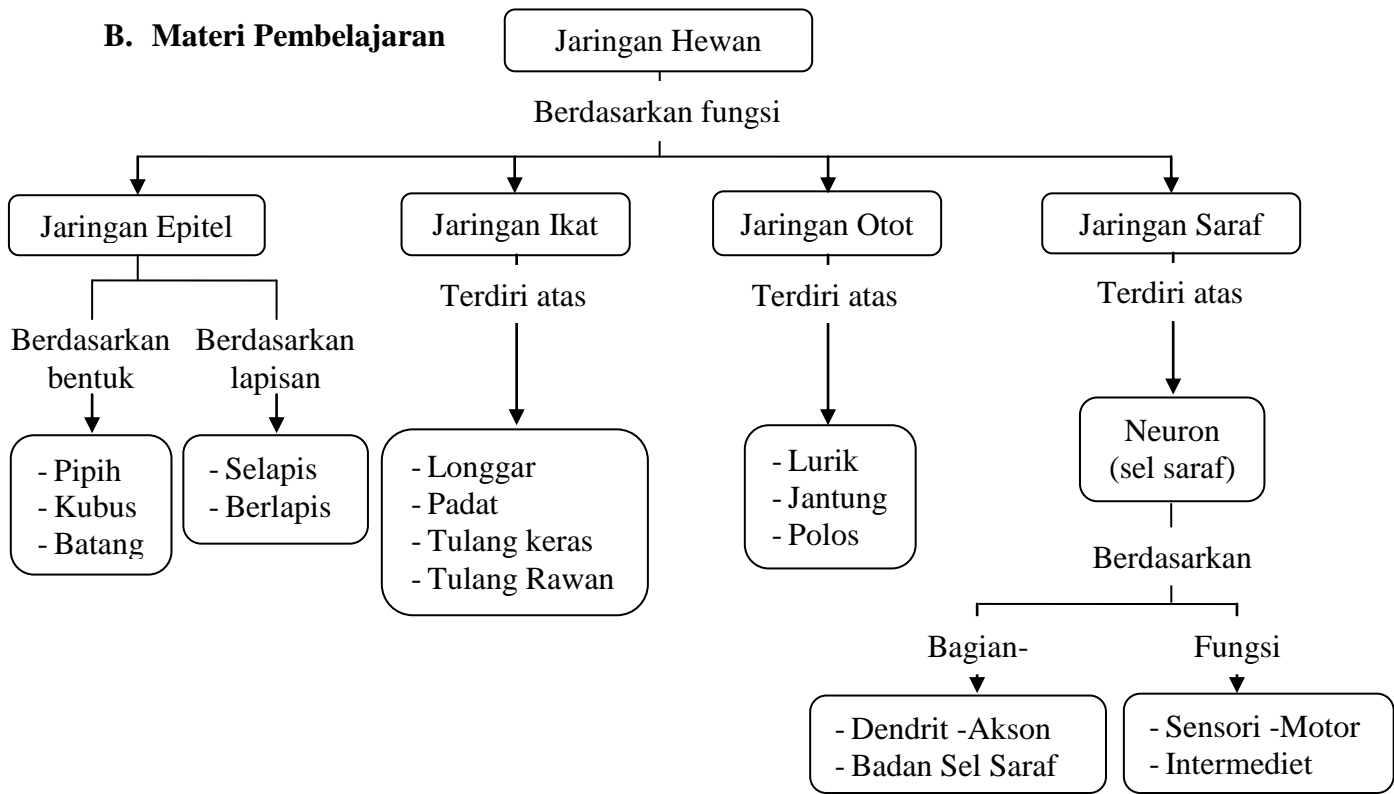 B. Materi Pembelajaran
Jaringan Hewan
Berdasarkan fungsi
Jaringan Epitel
Jaringan Ikat
Jaringan Otot
Jaringan Saraf
Terdiri atas
Terdiri atas
Terdiri atas
Berdasarkan
bentuk
Berdasarkan
lapisan
- Pipih
- Kubus
- Batang
- Selapis
- Berlapis
- Longgar
- Padat
- Tulang keras
- Tulang Rawan
- Lurik
- Jantung
- Polos
Neuron
(sel saraf)
Berdasarkan
Bagian-
Fungsi
- Dendrit -Akson
- Badan Sel Saraf
- Sensori -Motor
- Intermediet